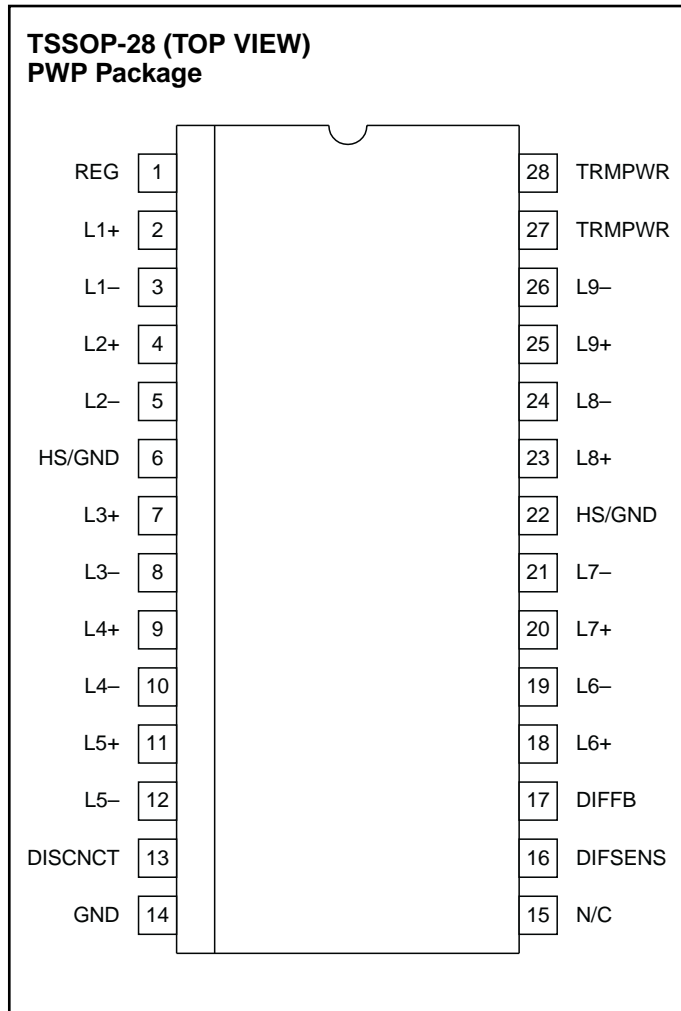 TSSOP-28 (TOP VIEW)
PWP Package
REG 1 28 TRMPWR
L1+ 2 27 TRMPWR
L1– 3 26 L9–
L2+ 4 25 L9+
L2– 5 24 L8–
HS/GND 6 23 L8+
L3+ 7 22 HS/GND
L3– 8 21 L7–
L4+ 9 20 L7+
L4– 10 19 L6–
L5+ 11 18 L6+
L5– 12 17 DIFFB
DISCNCT 13 16 DIFSENS
GND 14 15 N/C